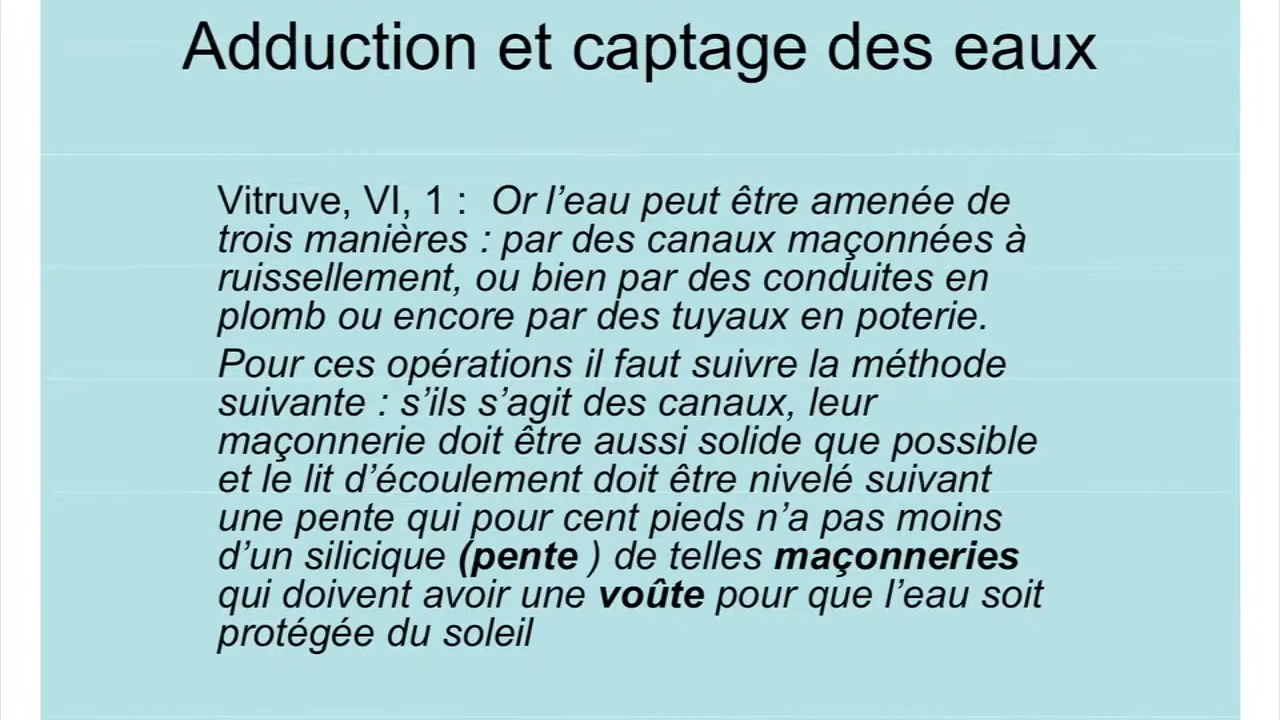 Adduction et captage des eaux
Vitruve, VI, 1 : Or l’eau peut être amenée de
trois manières : par des canaux maçonnées à
ruissellement, ou bien par des conduites en
plomb ou encore par des tuyaux en poterie.
Pour ces opérations il faut suivre la méthode
suivante : s’ils s’agit des canaux, leur
maçonnerie doit être aussi solide que possible
et le lit d’écoulement doit être nivelé suivant
une pente qui pour cent pieds n’a pas moins
d’un silicique (pente ) de telles maçonneries
qui doivent avoir une voûte pour que l’eau soit
protégée du soleil